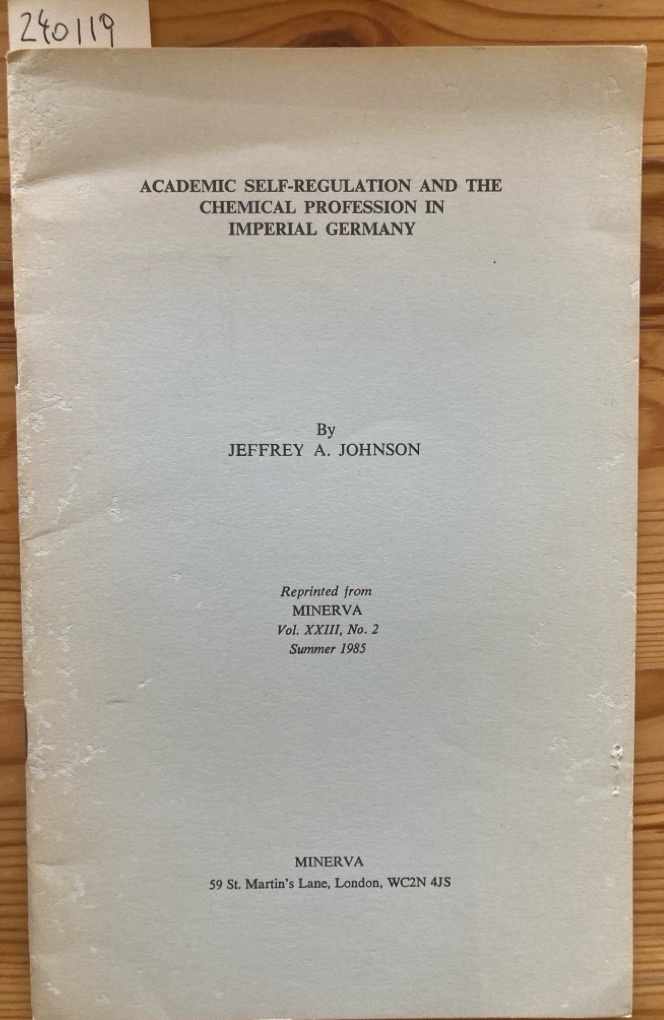 240119
ACADEMIC SELF-REGULATION AND THE
CHEMICAL PROFESSION IN
IMPERIAL GERMANY
By
JEFFREY A. JOHNSON
Reprinted from
MINERVA
Vol. XXIII, No. 2
Summer 1985
MINERVA
59 St. Martin's Lane, London, WC2N 4JS